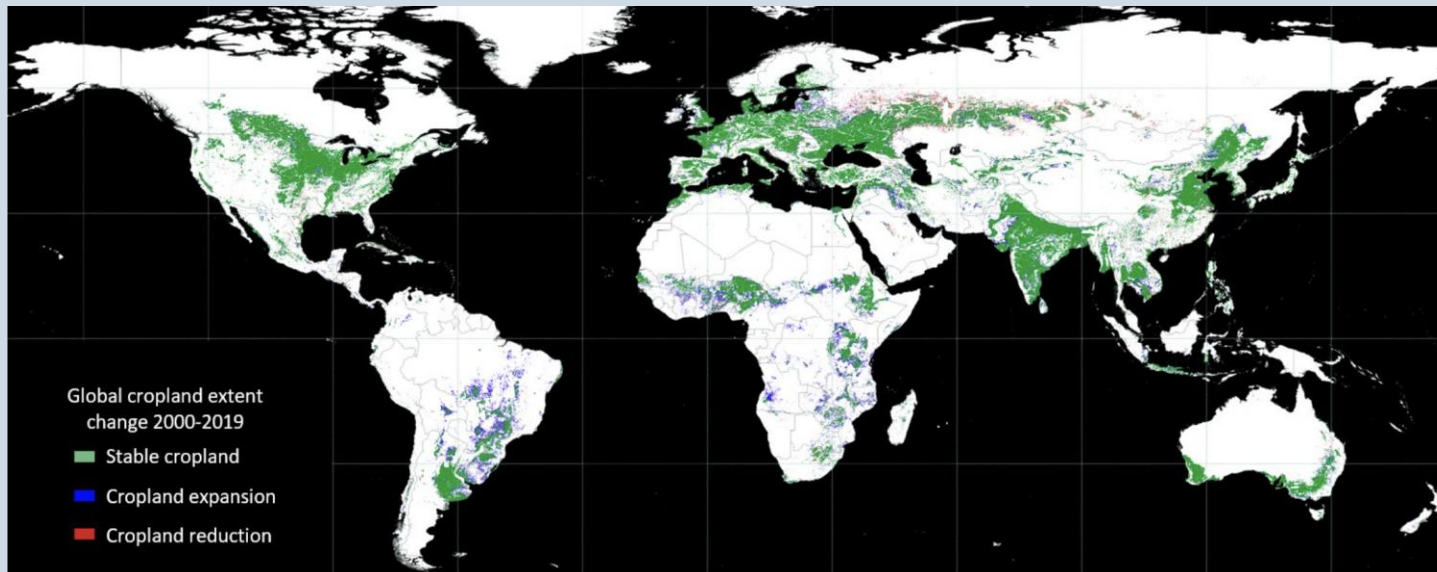 Global cropland extent
change 2000-2019
Stable cropland
Cropland expansion
Cropland reduction